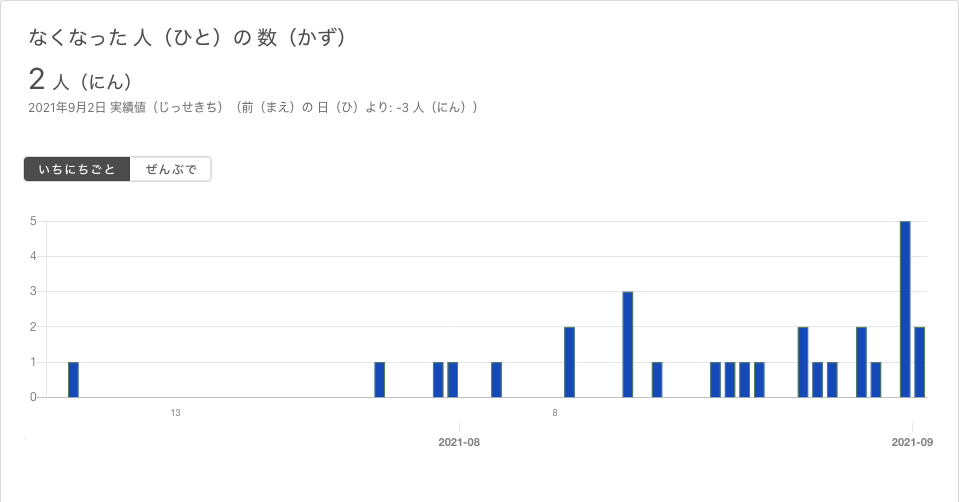 なくなった 人（ひと）の 数（かず）
2 人（にん）
2021年9月2日 実績値（じっせきち）（前（まえ）の 日（ひ）より: -3 人（にん））
いちにちごと ぜんぶで
5
4
3
2
1
0
13 8
2021-08 2021-09